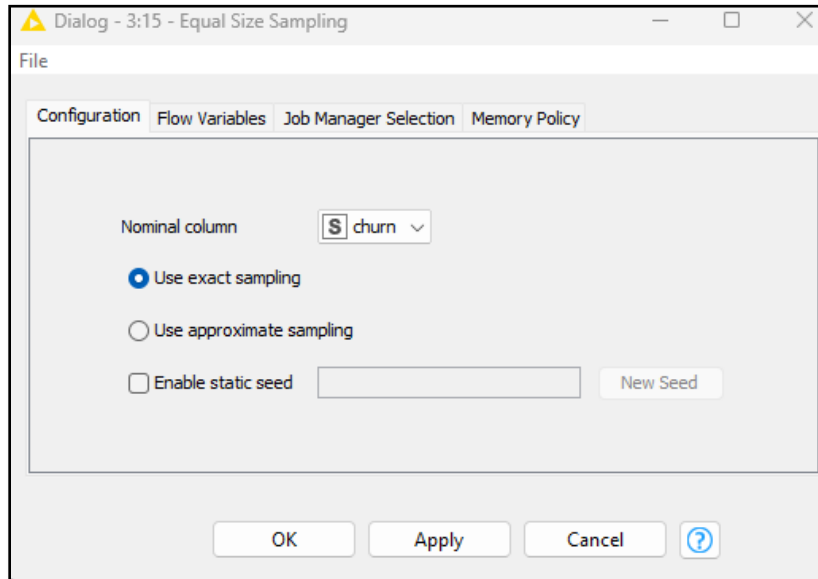 Dialog - 3:15 - Equal Size Sampling
File
Configuration Flow Variables Job Manager Selection Memory Policy
Nominal column S churn
Use exact sampling
Use approximate sampling
Enable static seed New Seed
OK Apply Cancel ?